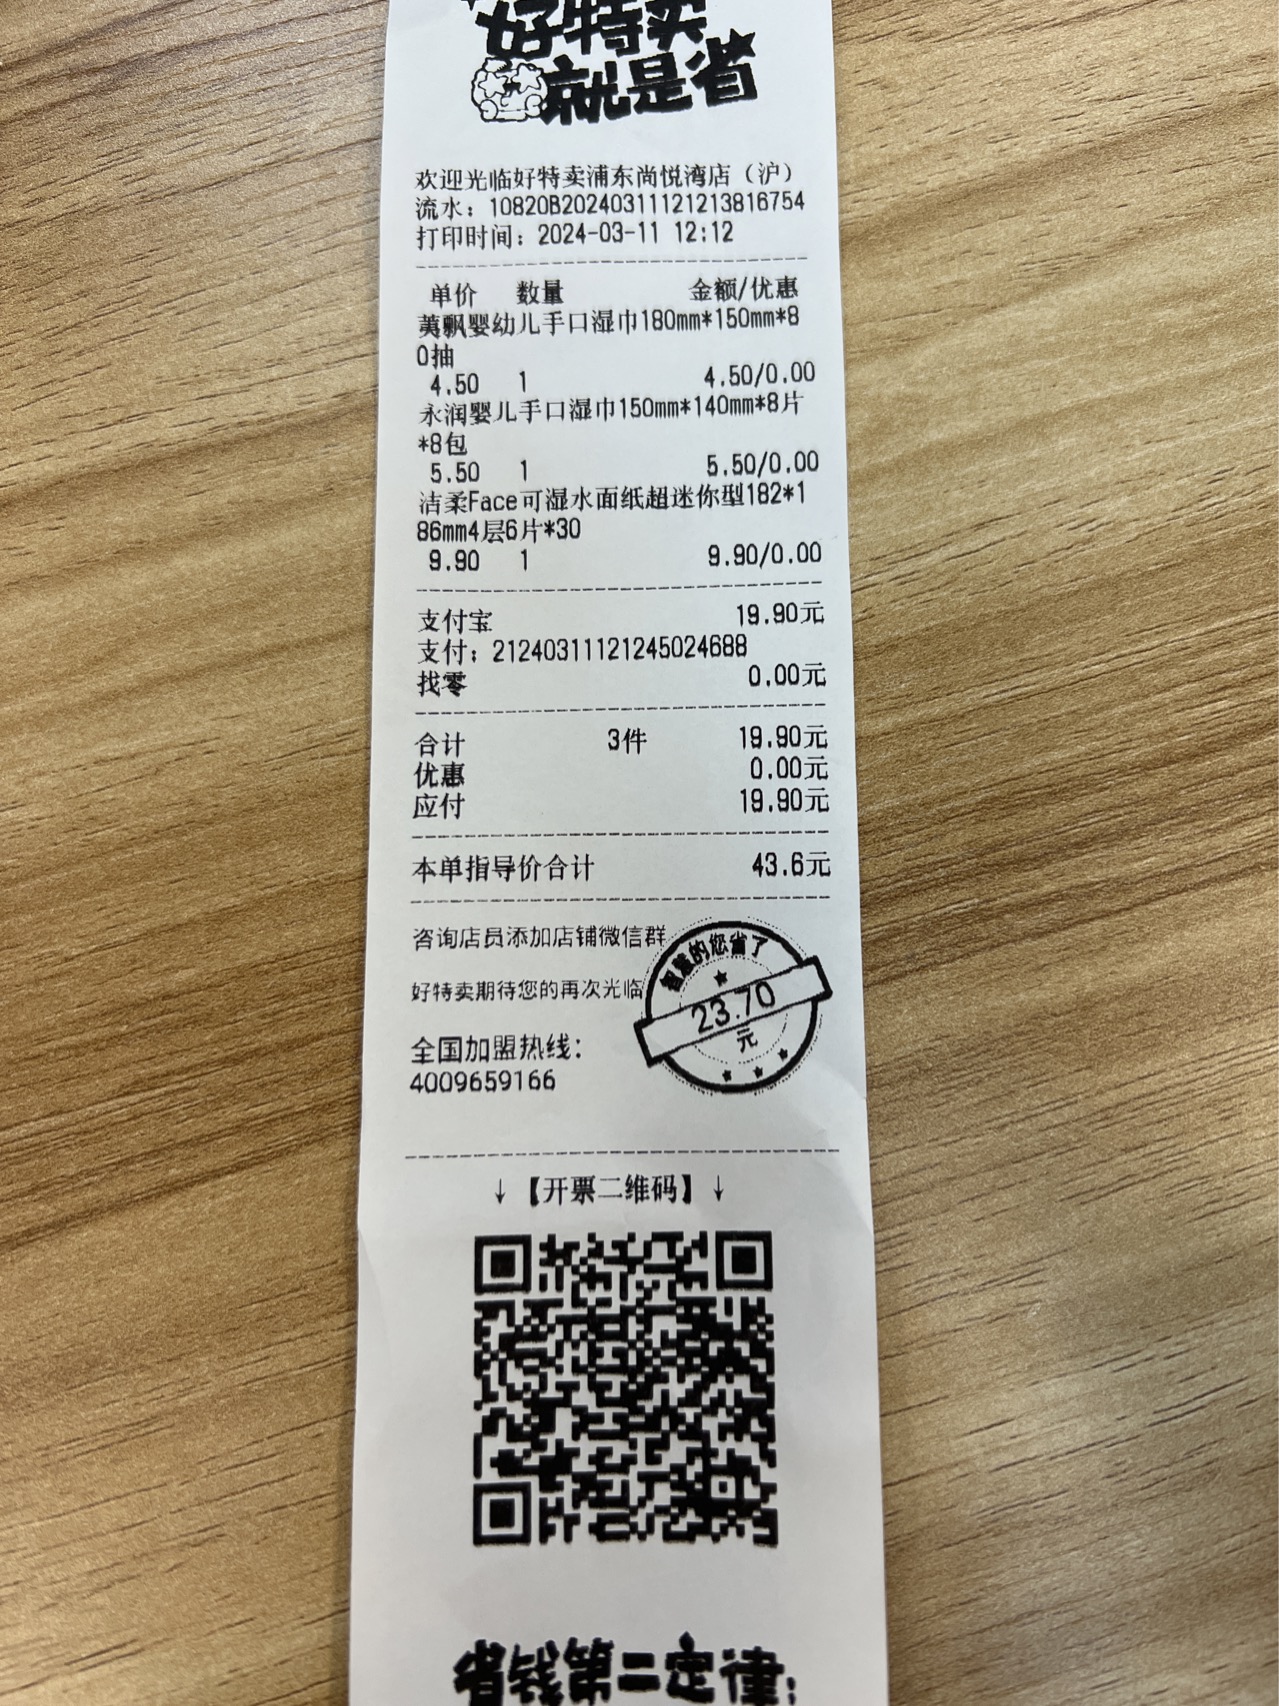 好特卖
就是省
欢迎光临好特卖浦东尚悦湾店（沪）
流水：10820B20240311121213816754
打印时间：2024-03-11 12:12
单价 数量 金额/优惠
荑飘婴幼儿手口湿巾180mm*150mm*8
0抽
4.50 1 4.50/0.00
永润婴儿手口湿巾150mm*140mm*8片
*8包
5.50 1 5.50/0.00
洁柔Face可湿水面纸超迷你型182*1
86mm4层6片*30
9.90 1 9.90/0.00
支付宝 19.90元
支付：212403111121245024688
找零 0.00元
合计 3件 19.90元
优惠 0.00元
应付 19.90元
本单指导价合计 43.6元
咨询店员添加店铺微信群
好特卖期待您的再次光临
智慧的您省了
23.70
元
全国加盟热线：
4009659166
↓【开票二维码】↓
省钱第二定律：